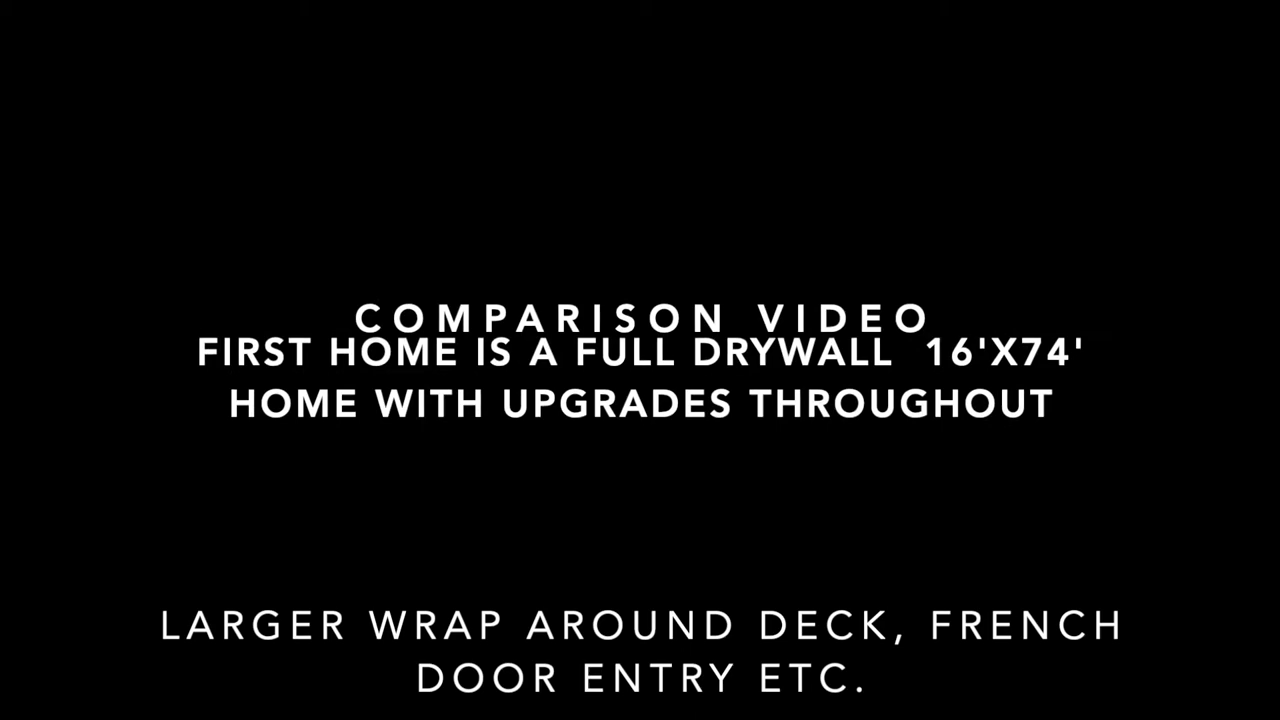 COMPARISON VIDEO
FIRST HOME IS A FULL DRYWALL 16'X74'
HOME WITH UPGRADES THROUGHOUT
LARGER WRAP AROUND DECK, FRENCH
DOOR ENTRY ETC.